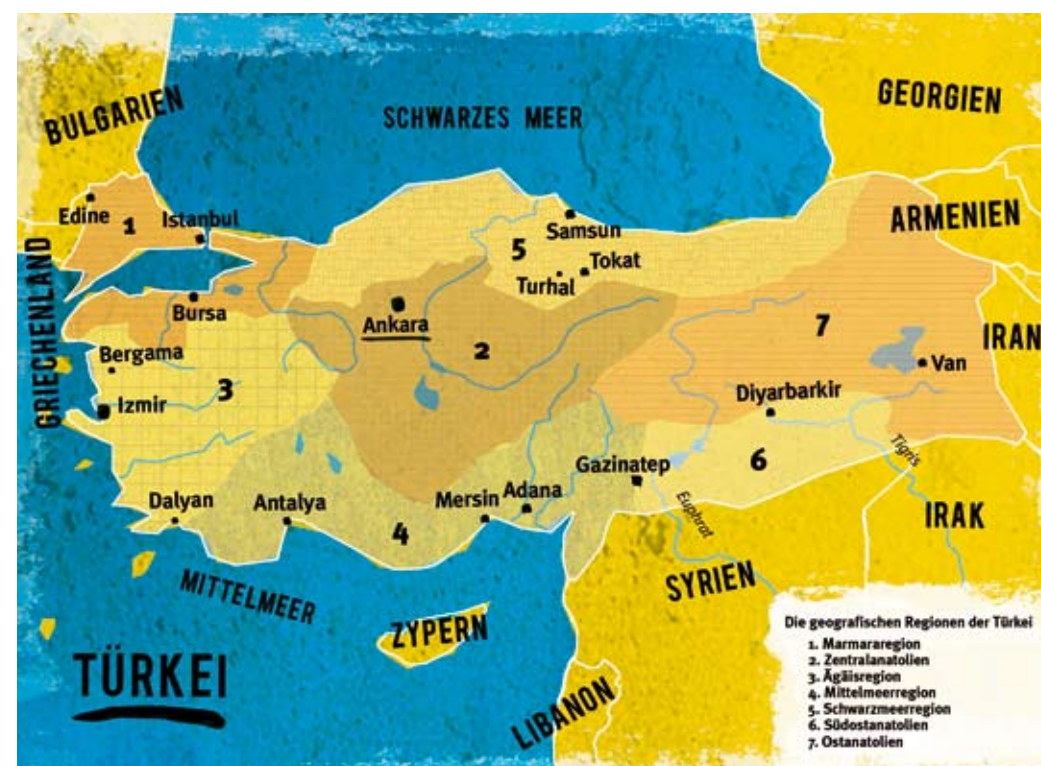 BULGARIEN
SCHWARZES MEER
GEORGIEN
Edine
1
Istanbul
ARMENIEN
5
Samsun
Tokat
Turhal
GRIECHENLAND
Bursa
Ankara
2
7
IRAN
Bergama
3
Izmir
Van
Diyarbarkir
Gazinatep
6
Tigris
Dalyan
Antalya
Mersin
Adana
4
Euphrat
IRAK
MITTELMEER
SYRIEN
ZYPERN
TÜRKEI
LIBANON
Die geografischen Regionen der Türkei
1. Marmararegion
2. Zentralanatolien
3. Ägäisregion
4. Mittelmeerregion
5. Schwarzmeerregion
6. Südostanatolien
7. Ostanatolien